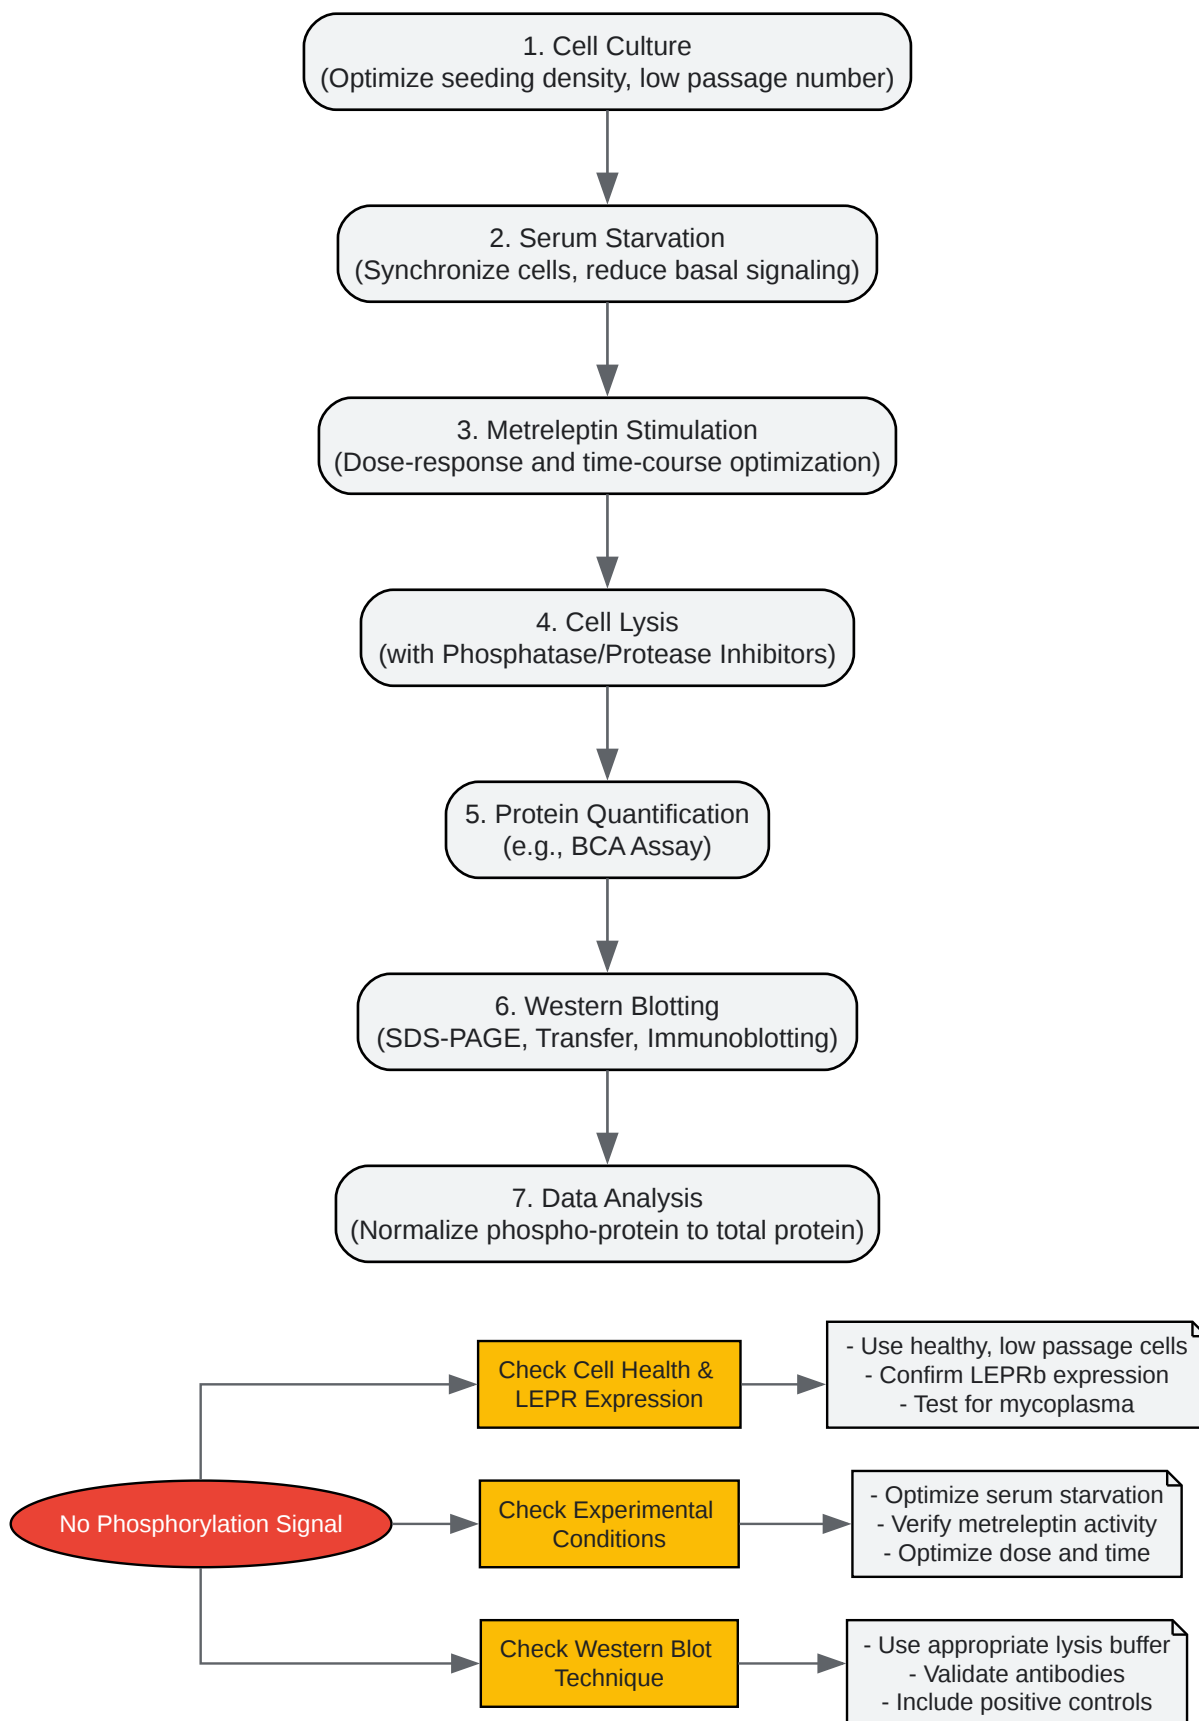 1. Cell Culture
(Optimize seeding density, low passage number)
2. Serum Starvation
(Synchronize cells, reduce basal signaling)
3. Metreleptin Stimulation
(Dose-response and time-course optimization)
4. Cell Lysis
(with Phosphatase/Protease Inhibitors)
5. Protein Quantification
(e.g., BCA Assay)
6. Western Blotting
(SDS-PAGE, Transfer, Immunoblotting)
7. Data Analysis
(Normalize phospho-protein to total protein)
No Phosphorylation Signal
Check Cell Health &
LEPR Expression
- Use healthy, low passage cells
- Confirm LEPRb expression
- Test for mycoplasma
Check Experimental
Conditions
- Optimize serum starvation
- Verify metreleptin activity
- Optimize dose and time
Check Western Blot
Technique
- Use appropriate lysis buffer
- Validate antibodies
- Include positive controls